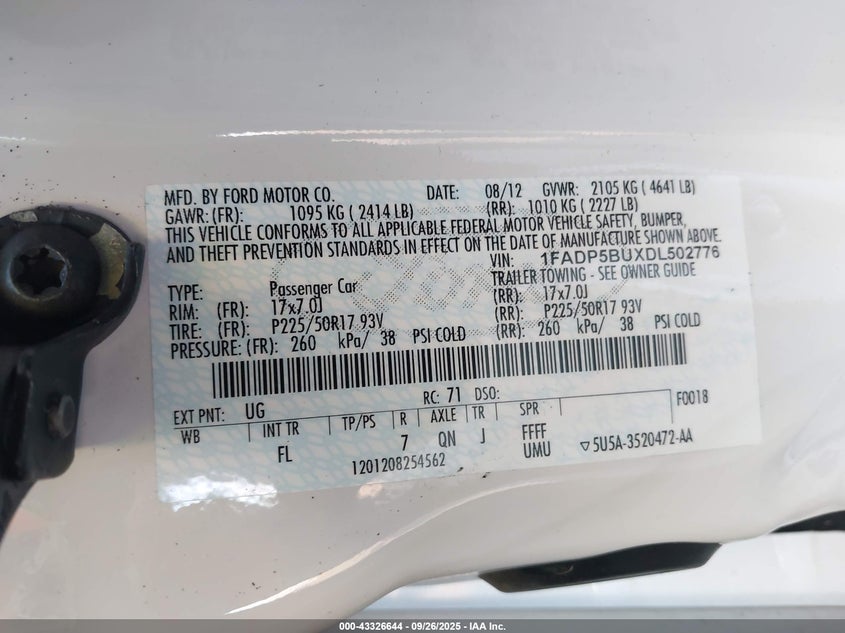 MFD. BY FORD MOTOR CO. DATE: 08/12 GVWR: 2105 KG ( 4641 LB)
GAWR: (FR): 1095 KG ( 2414 LB) (RR): 1010 KG ( 2227 LB)
THIS VEHICLE CONFORMS TO ALL APPLICABLE FEDERAL MOTOR VEHICLE SAFETY, BUMPER,
AND THEFT PREVENTION STANDARDS IN EFFECT ON THE DATE OF MANUFACTURE SHOWN ABOVE.
VIN: 1FADP5BUXDL502776
TYPE: Passenger Car TRAILER TOWING - SEE OWNER GUIDE
RIM: (FR): 17x7.0J (RR): 17x7.0J
TIRE: (FR): P225/50R17 93V (RR): P225/50R17 93V
PRESSURE: (FR): 260 kPa/ 38 PSI COLD (RR): 260 kPa/ 38 PSI COLD
EXT PNT: UG RC: 71 DSO: F0018
WB INT TR TP/PS R AXLE TR SPR
FL 7 QN J FFFF
UMU
1201208254562 ▽5U5A-3520472-AA
000-43326644 - 09/26/2025 - IAA Inc.